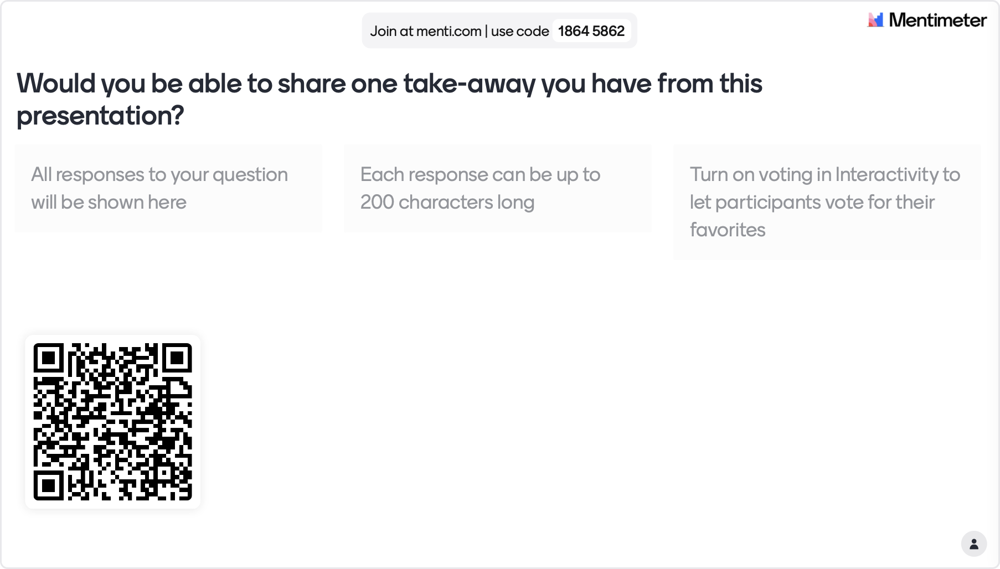 Join at menti.com | use code 1864 5862
Mentimeter
Would you be able to share one take-away you have from this
presentation?
All responses to your question
will be shown here
Each response can be up to
200 characters long
Turn on voting in Interactivity to
let participants vote for their
favorites